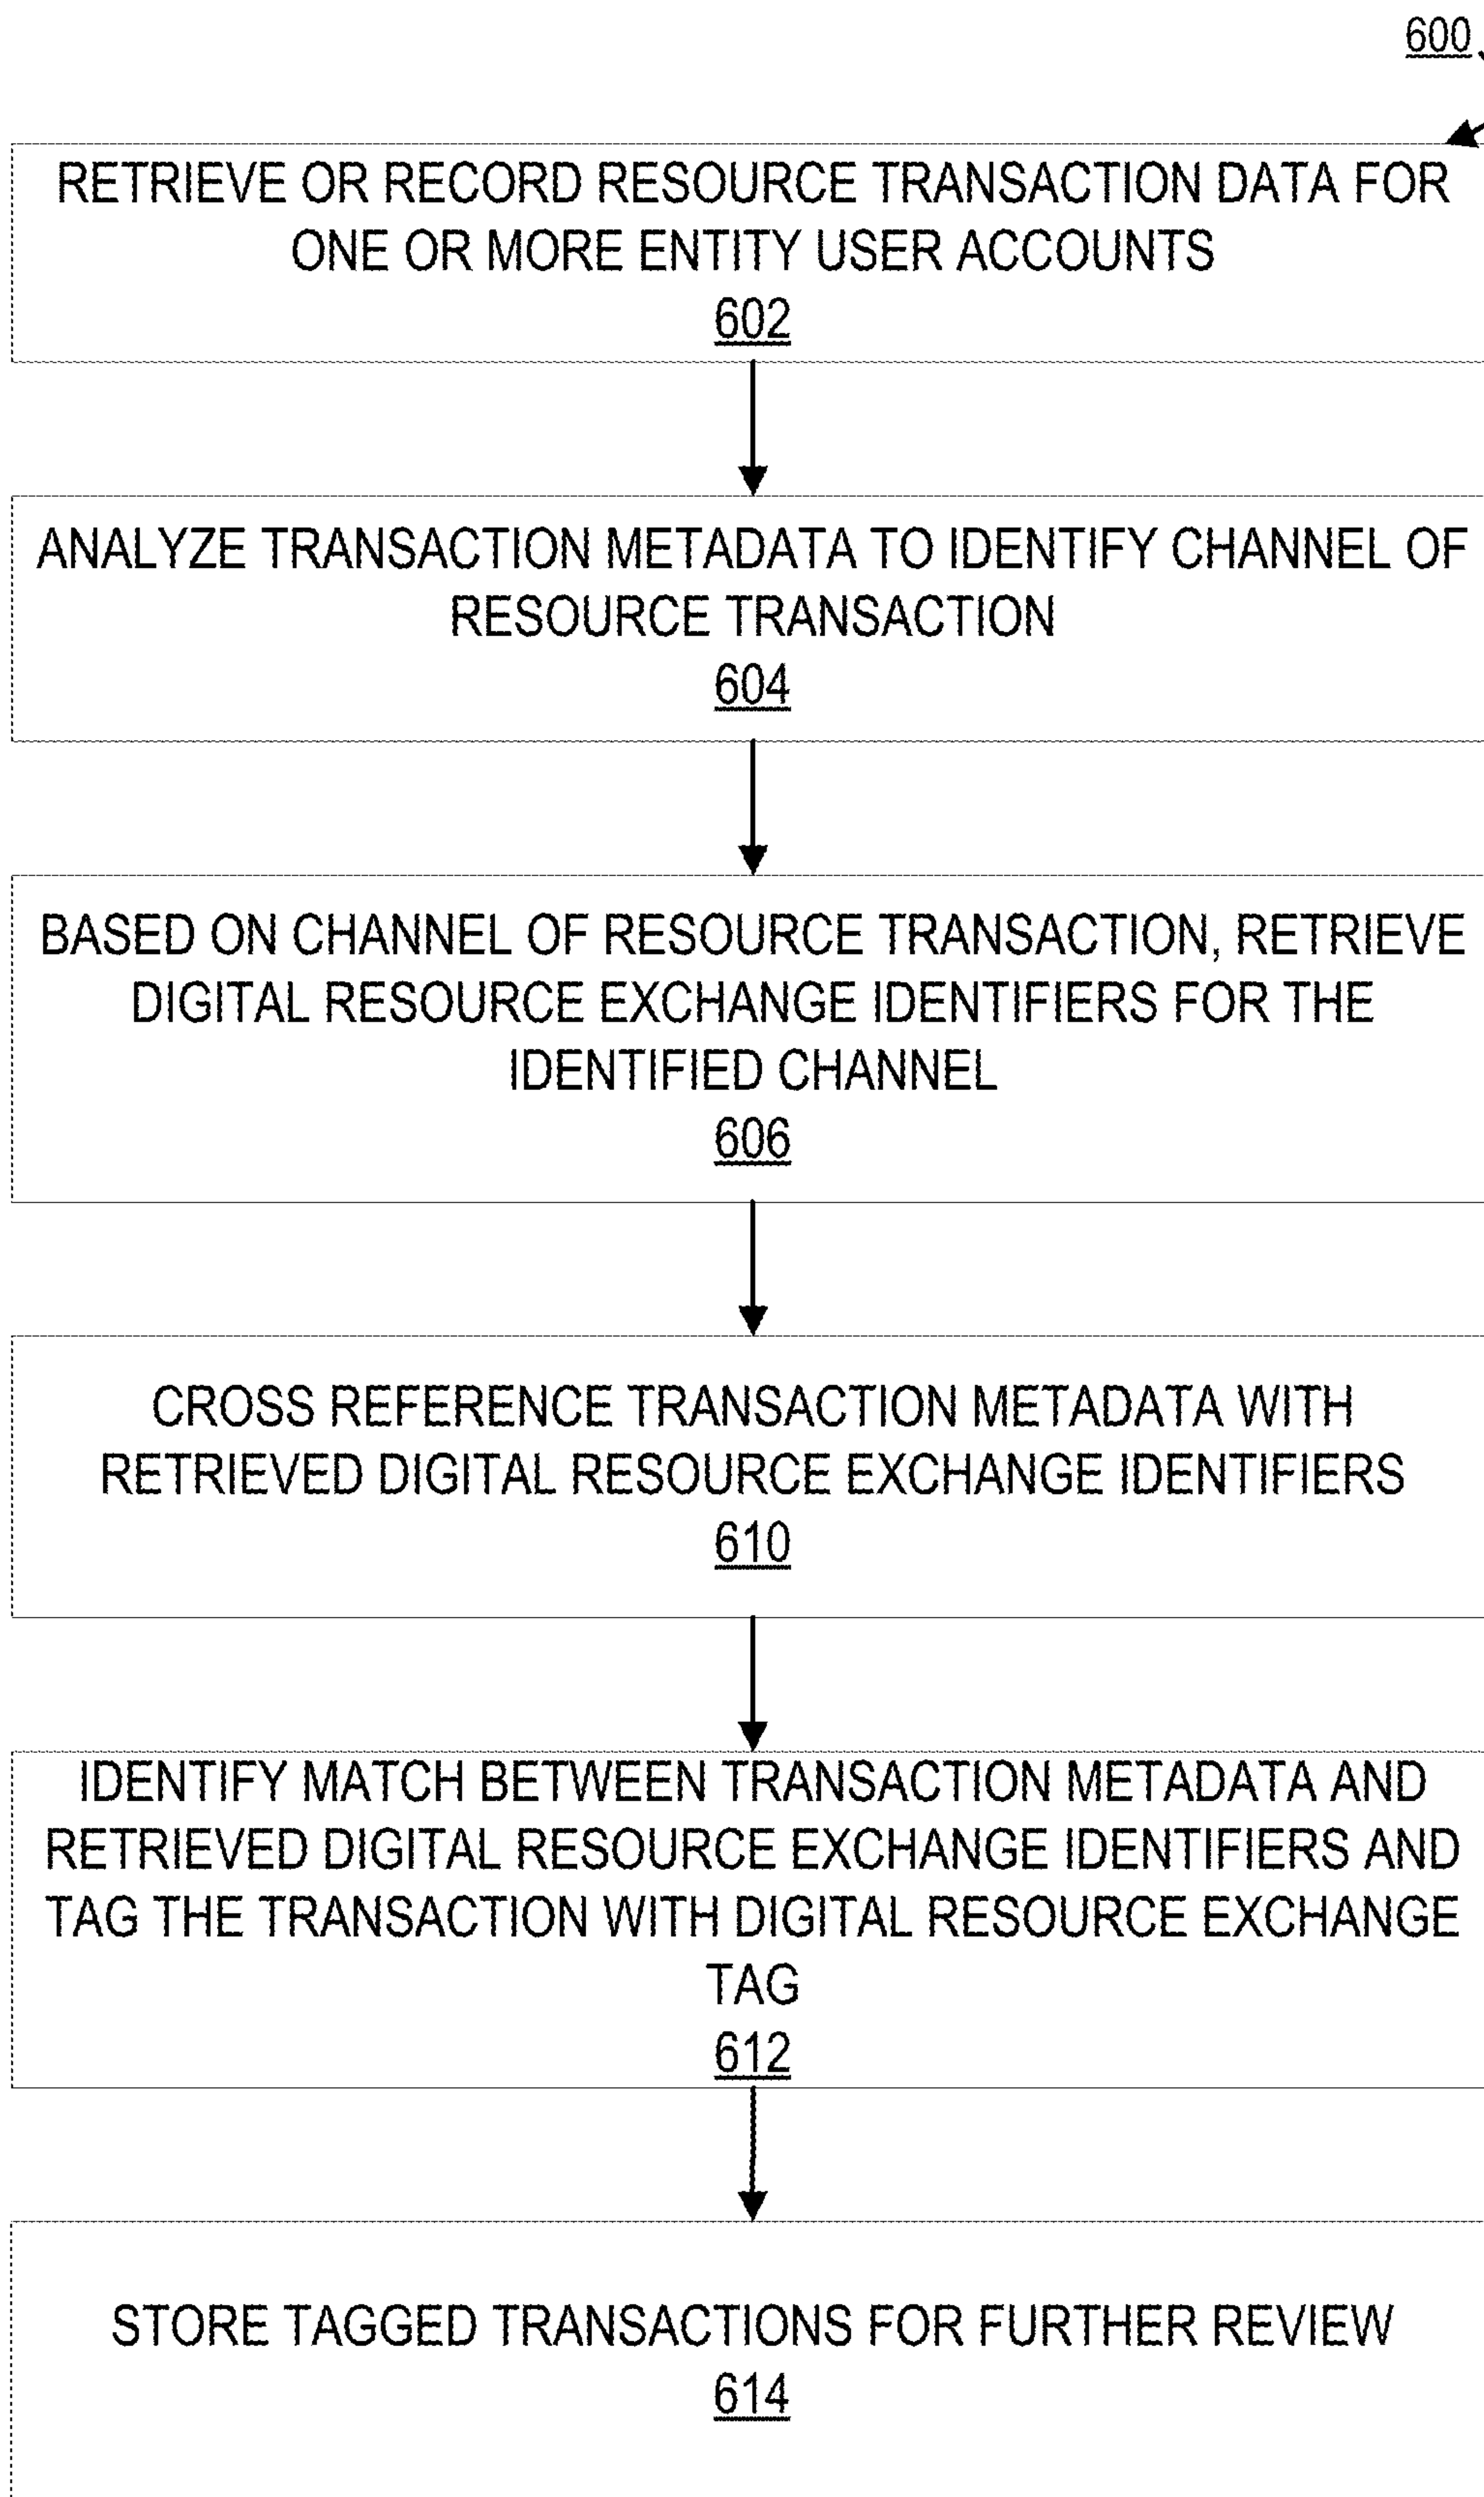 600
RETRIEVE OR RECORD RESOURCE TRANSACTION DATA FOR
ONE OR MORE ENTITY USER ACCOUNTS
602
ANALYZE TRANSACTION METADATA TO IDENTIFY CHANNEL OF
RESOURCE TRANSACTION
604
BASED ON CHANNEL OF RESOURCE TRANSACTION, RETRIEVE
DIGITAL RESOURCE EXCHANGE IDENTIFIERS FOR THE
IDENTIFIED CHANNEL
606
CROSS REFERENCE TRANSACTION METADATA WITH
RETRIEVED DIGITAL RESOURCE EXCHANGE IDENTIFIERS
610
IDENTIFY MATCH BETWEEN TRANSACTION METADATA AND
RETRIEVED DIGITAL RESOURCE EXCHANGE IDENTIFIERS AND
TAG THE TRANSACTION WITH DIGITAL RESOURCE EXCHANGE
TAG
612
STORE TAGGED TRANSACTIONS FOR FURTHER REVIEW
614